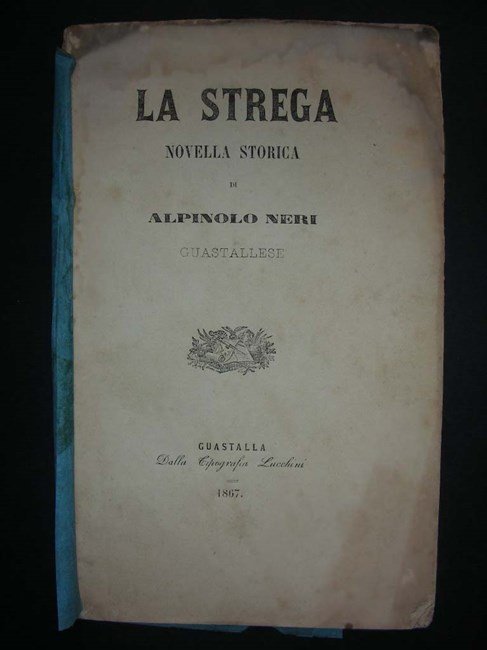 LA STREGA
NOVELLA STORICA
DI
ALPINOLO NERI
GUASTALLESE
GUASTALLA
Dalla Tipografia Lucchini
1867.